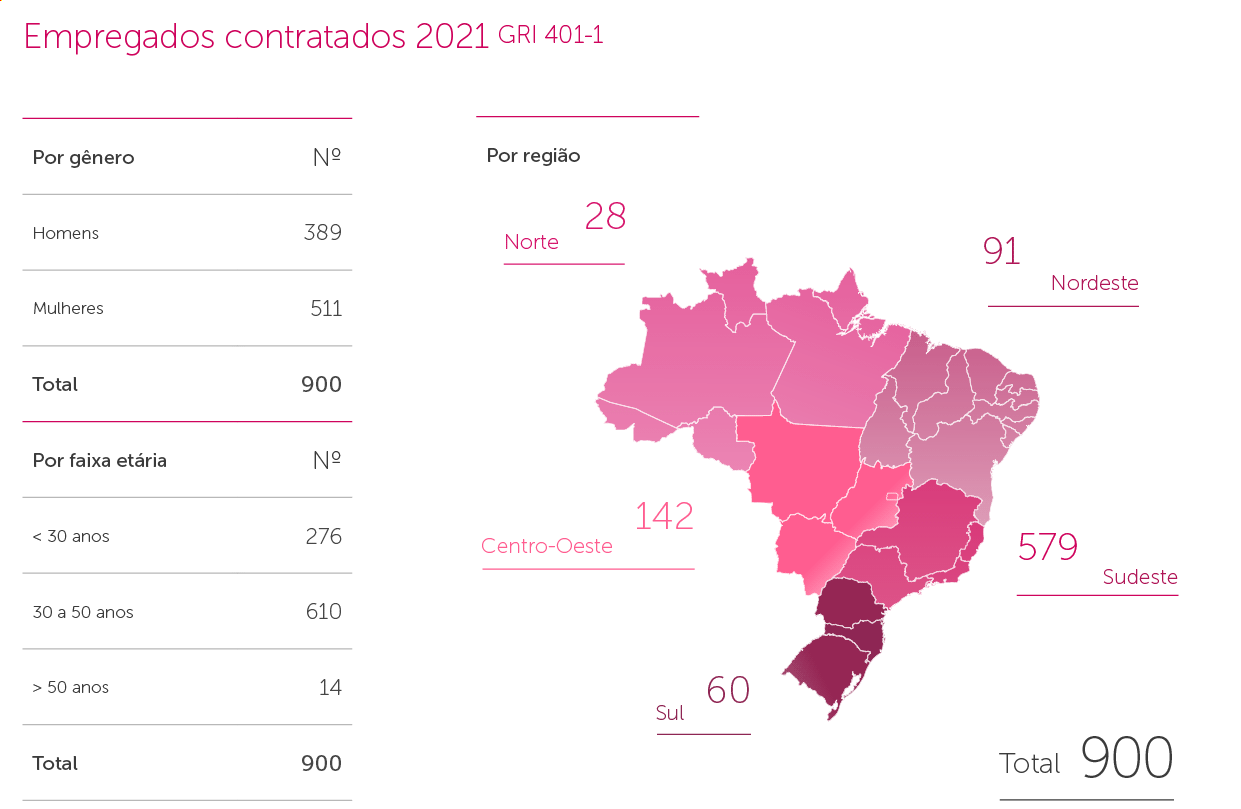 Empregados contratados 2021 GRI 401-1
Por gênero Nº
Homens 389
Mulheres 511
Total 900
Por faixa etária Nº
< 30 anos 276
30 a 50 anos 610
> 50 anos 14
Total 900
Por região
Norte 28
91 Nordeste
Centro-Oeste 142
579 Sudeste
Sul 60
Total 900